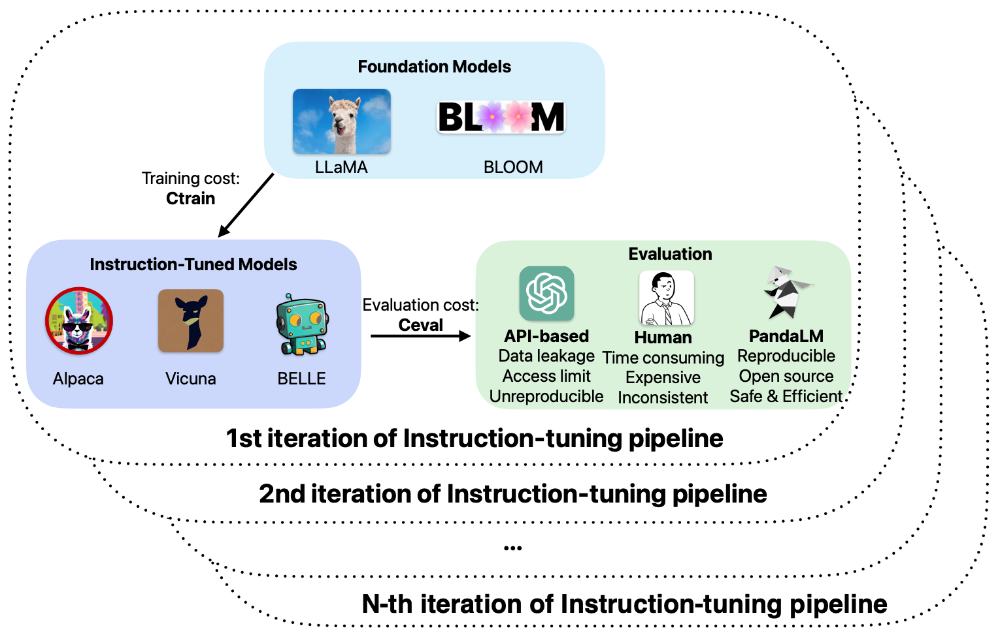 Foundation Models
BLOOM
LLaMA
BLOOM
Training cost:
Ctrain
Instruction-Tuned Models
Alpaca
Vicuna
BELLE
Evaluation cost:
Ceval
Evaluation
API-based
Data leakage
Access limit
Unreproducible
Human
Time consuming
Expensive
Inconsistent
PandaLM
Reproducible
Open source
Safe & Efficient
1st iteration of Instruction-tuning pipeline
2nd iteration of Instruction-tuning pipeline
...
N-th iteration of Instruction-tuning pipeline